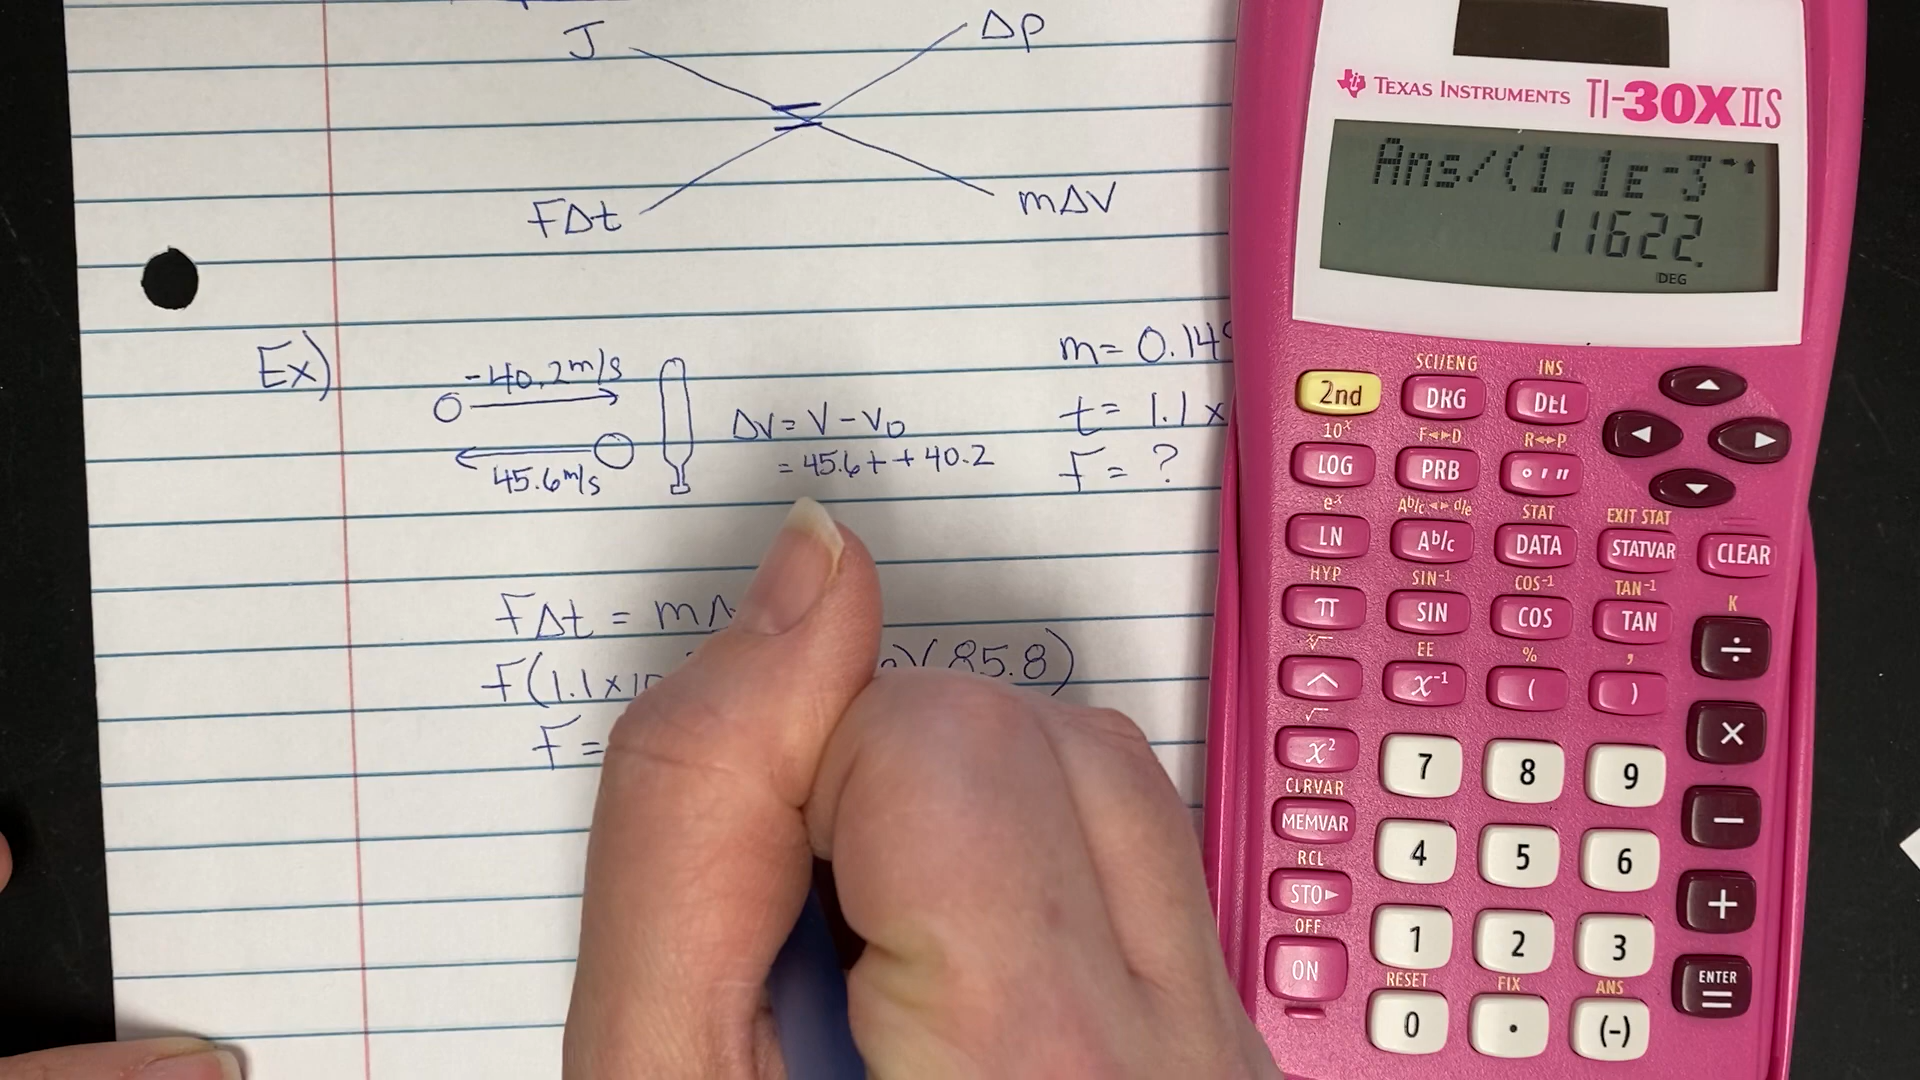 J Δp
FΔt mΔV
Ex)
-40.2m/s
45.6m/s
ΔV = V - V0
= 45.6 + + 40.2
m = 0.149
t = 1.1 x
F = ?
FΔt = mΔ
F(1.1x10 )(85.8)
F =
TEXAS INSTRUMENTS TI-30XIIS
Ans/(1.1E-3
11622.
DEG
SCI/ENG INS
2nd DRG DEL
10ˣ F◄►D R◄►P
LOG PRB ° ' "
eˣ Ab/c◄►d/e STAT EXIT STAT
LN Ab/c DATA STATVAR CLEAR
HYP SIN⁻¹ COS⁻¹ TAN⁻¹ K
π SIN COS TAN ÷
ˣ√ EE % ,
^ x⁻¹ ( )
√
x² 7 8 9 ×
CLRVAR
MEMVAR 4 5 6 −
RCL
STO► 1 2 3 +
OFF
ON
RESET FIX ANS
0 . (-)
ENTER
=